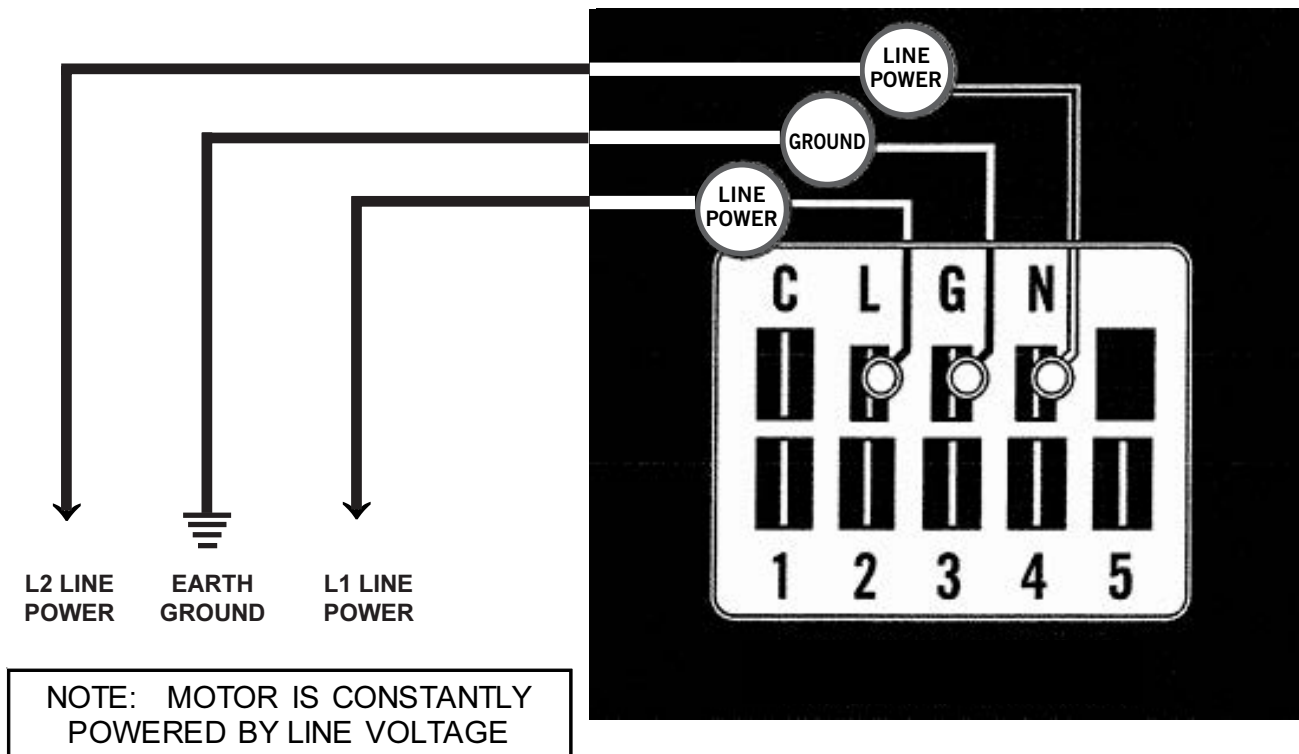 LINE
POWER
GROUND
LINE
POWER
C L G N
1 2 3 4 5
L2 LINE
POWER
EARTH
GROUND
L1 LINE
POWER
NOTE: MOTOR IS CONSTANTLY
POWERED BY LINE VOLTAGE